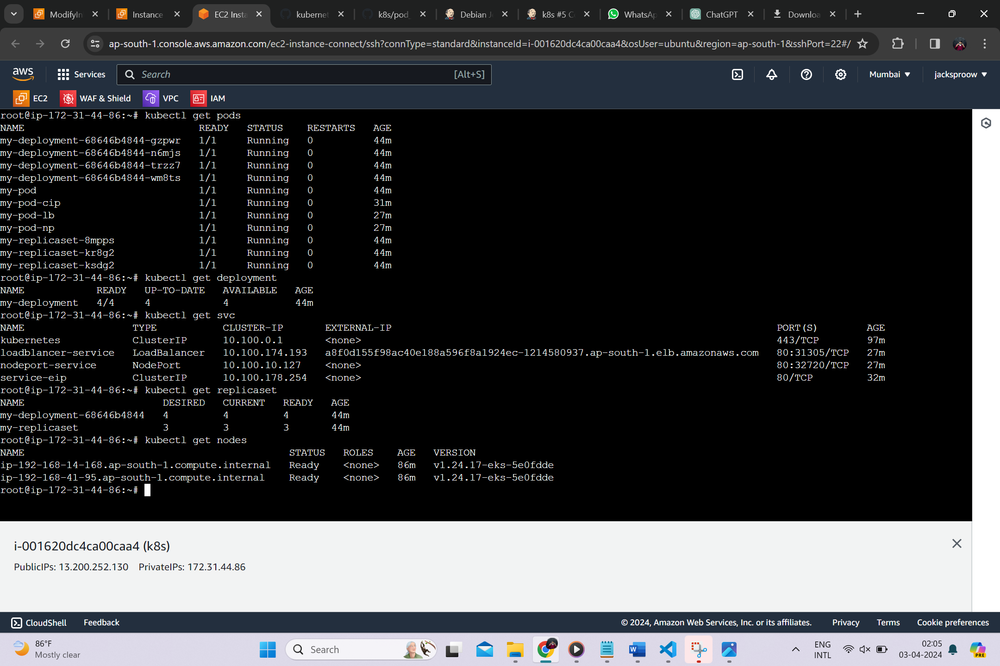 ModifyIn
Instance
EC2 Insta
kubernet
k8s/pod_
Debian J
k8s #5 C
WhatsAp
ChatGPT
Downloa
ap-south-1.console.aws.amazon.com/ec2-instance-connect/ssh?connType=standard&instanceId=i-001620dc4ca00caa4&osUser=ubuntu&region=ap-south-1&sshPort=22#/
aws Services Search [Alt+S] Mumbai jacksproow
EC2 WAF & Shield VPC IAM
root@ip-172-31-44-86:~# kubectl get pods
NAME READY STATUS RESTARTS AGE
my-deployment-68646b4844-gzpwr 1/1 Running 0 44m
my-deployment-68646b4844-n6mjs 1/1 Running 0 44m
my-deployment-68646b4844-trzz7 1/1 Running 0 44m
my-deployment-68646b4844-wm8ts 1/1 Running 0 44m
my-pod 1/1 Running 0 44m
my-pod-cip 1/1 Running 0 31m
my-pod-lb 1/1 Running 0 27m
my-pod-np 1/1 Running 0 27m
my-replicaset-8mpps 1/1 Running 0 44m
my-replicaset-kr8g2 1/1 Running 0 44m
my-replicaset-ksdg2 1/1 Running 0 44m
root@ip-172-31-44-86:~# kubectl get deployment
NAME READY UP-TO-DATE AVAILABLE AGE
my-deployment 4/4 4 4 44m
root@ip-172-31-44-86:~# kubectl get svc
NAME TYPE CLUSTER-IP EXTERNAL-IP PORT(S) AGE
kubernetes ClusterIP 10.100.0.1 <none> 443/TCP 97m
loadblancer-service LoadBalancer 10.100.174.193 a8f0d155f98ac40e188a596f8a1924ec-1214580937.ap-south-1.elb.amazonaws.com 80:31305/TCP 27m
nodeport-service NodePort 10.100.10.127 <none> 80:32720/TCP 27m
service-eip ClusterIP 10.100.178.254 <none> 80/TCP 32m
root@ip-172-31-44-86:~# kubectl get replicaset
NAME DESIRED CURRENT READY AGE
my-deployment-68646b4844 4 4 4 44m
my-replicaset 3 3 3 44m
root@ip-172-31-44-86:~# kubectl get nodes
NAME STATUS ROLES AGE VERSION
ip-192-168-14-168.ap-south-1.compute.internal Ready <none> 86m v1.24.17-eks-5e0fdde
ip-192-168-41-95.ap-south-1.compute.internal Ready <none> 86m v1.24.17-eks-5e0fdde
root@ip-172-31-44-86:~#
i-001620dc4ca00caa4 (k8s)
PublicIPs: 13.200.252.130 PrivateIPs: 172.31.44.86
CloudShell Feedback © 2024, Amazon Web Services, Inc. or its affiliates. Privacy Terms Cookie preferences
86°F
Mostly clear
Search
ENG
INTL
02:05
03-04-2024
PRE